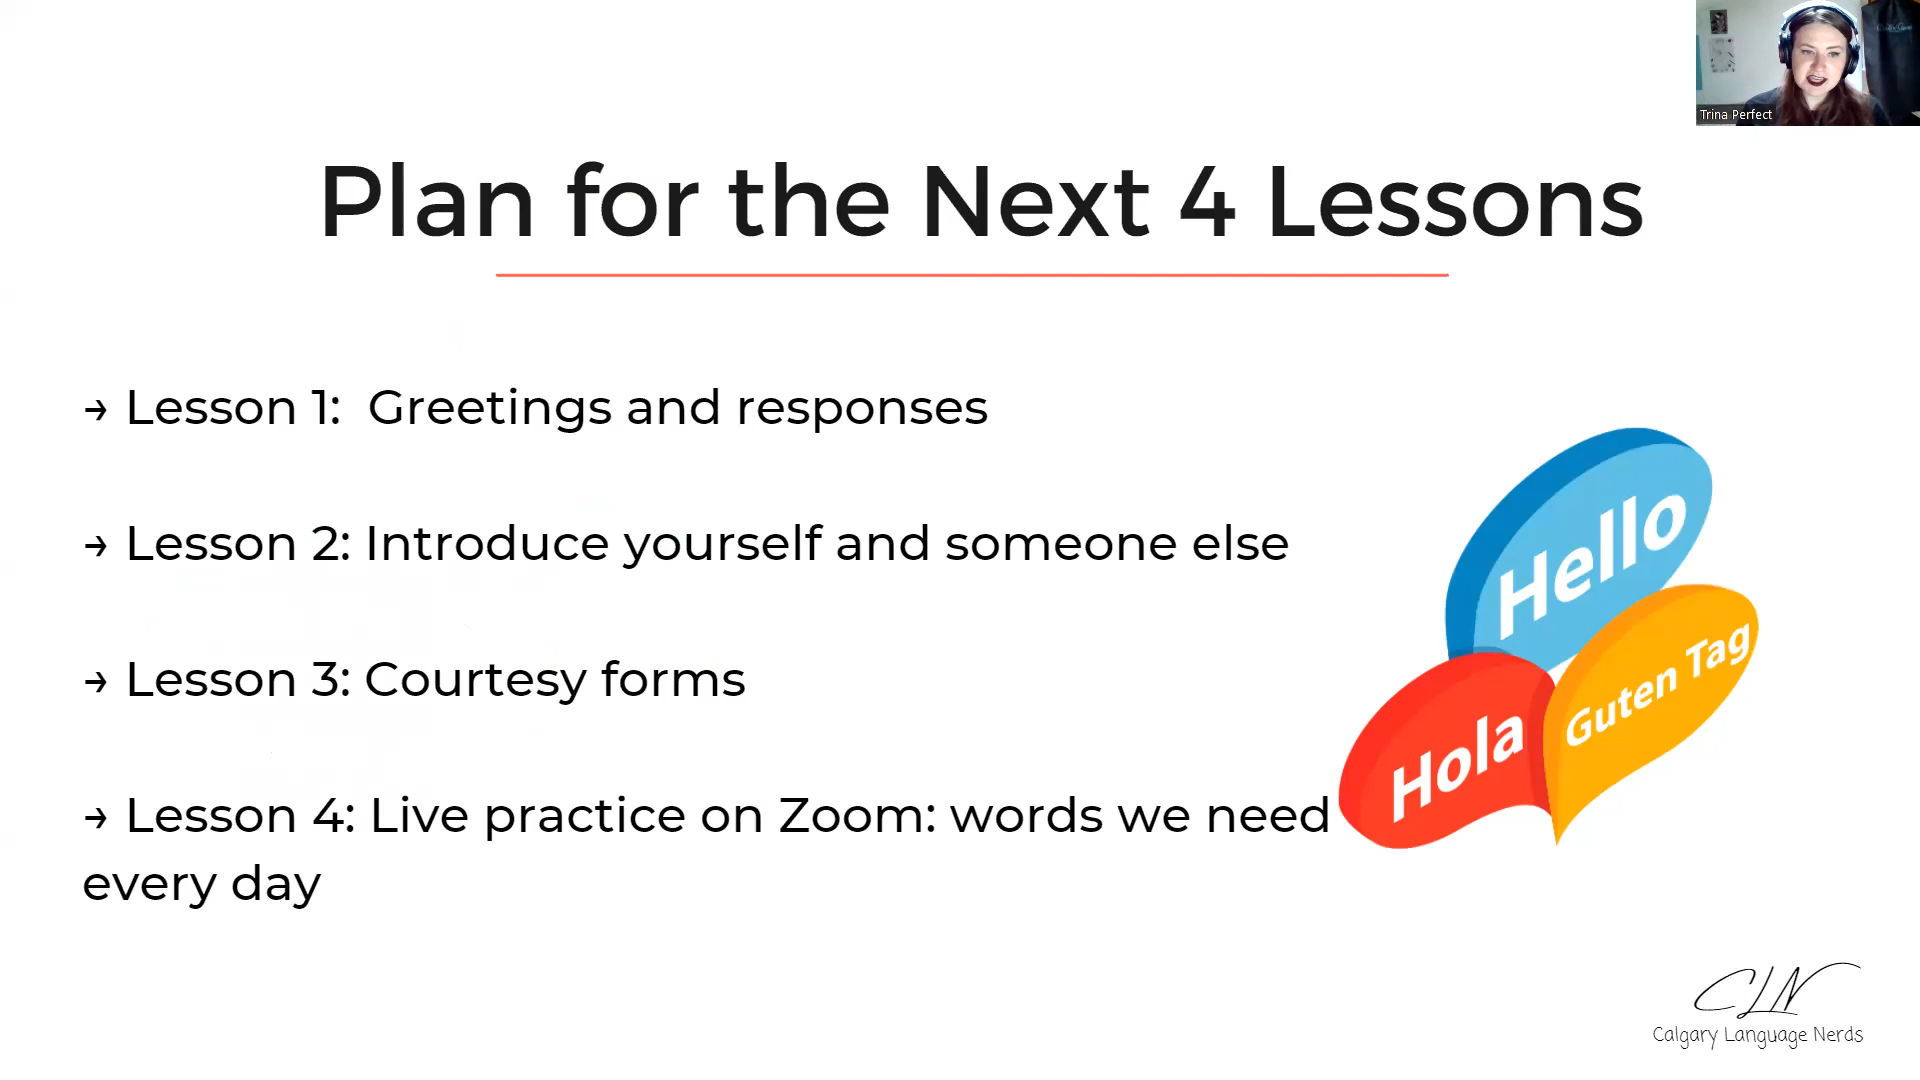 Trina Perfect
Plan for the Next 4 Lessons
→ Lesson 1: Greetings and responses
→ Lesson 2: Introduce yourself and someone else
→ Lesson 3: Courtesy forms
→ Lesson 4: Live practice on Zoom: words we need
every day
Hello
Hola
Guten Tag
CLN
Calgary Language Nerds